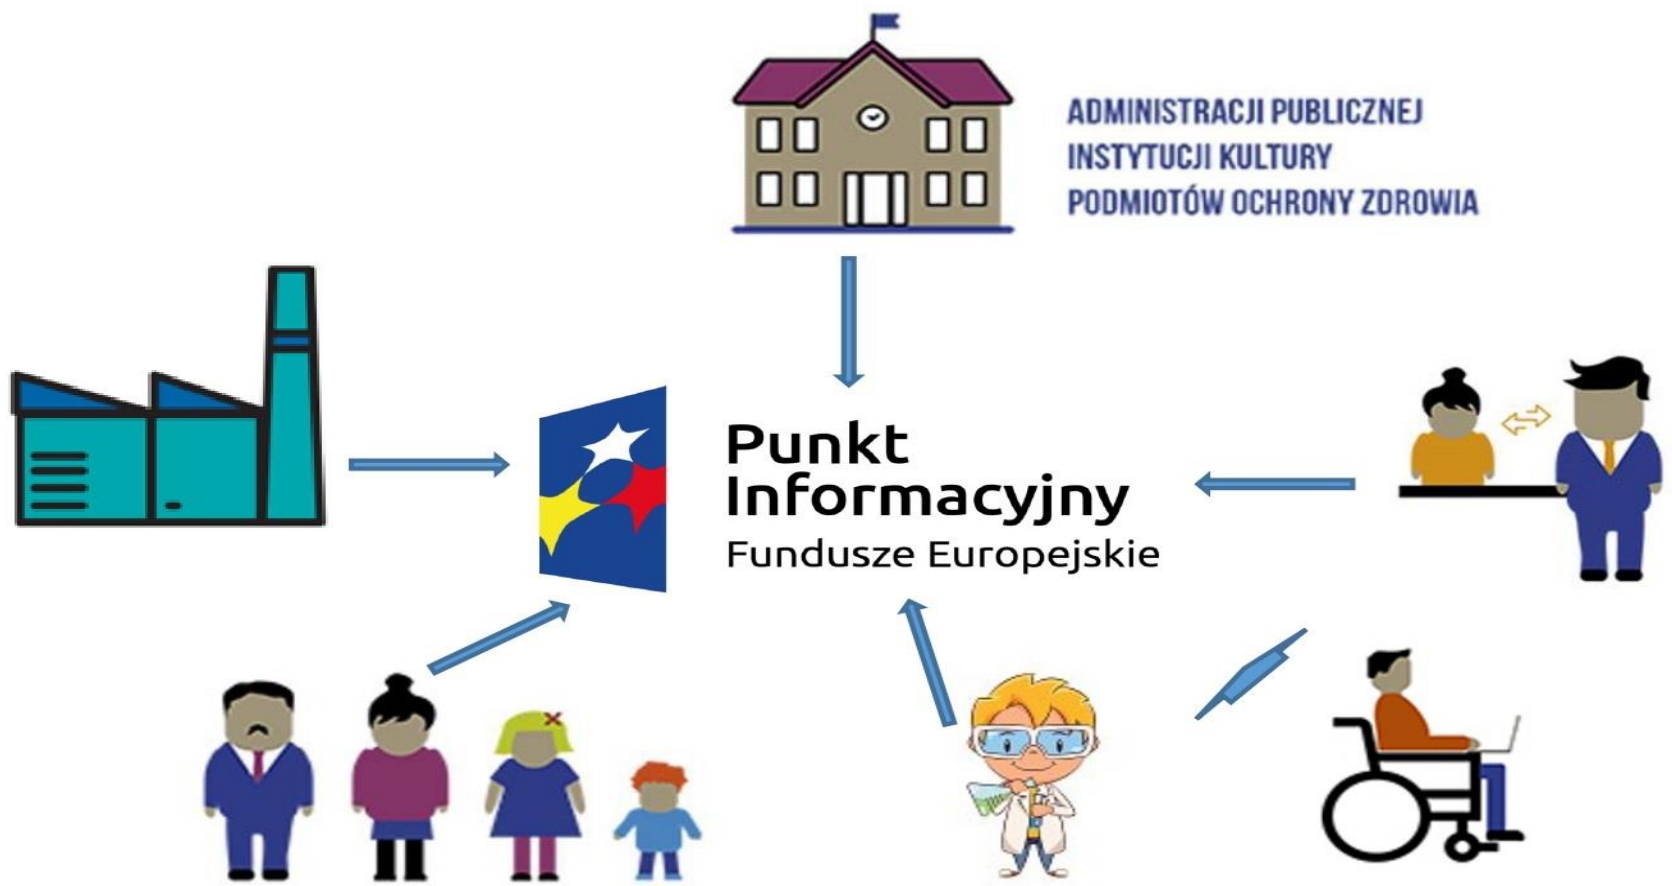 ADMINISTRACJI PUBLICZNEJ
INSTYTUCJI KULTURY
PODMIOTÓW OCHRONY ZDROWIA
Punkt
Informacyjny
Fundusze Europejskie